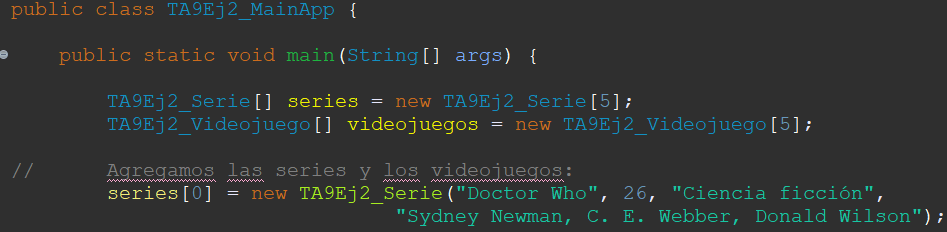 public class TA9Ej2_MainApp {
public static void main(String[] args) {
TA9Ej2_Serie[] series = new TA9Ej2_Serie[5];
TA9Ej2_Videojuego[] videojuegos = new TA9Ej2_Videojuego[5];
// Agregamos las series y los videojuegos:
series[0] = new TA9Ej2_Serie("Doctor Who", 26, "Ciencia ficción",
"Sydney Newman, C. E. Webber, Donald Wilson");